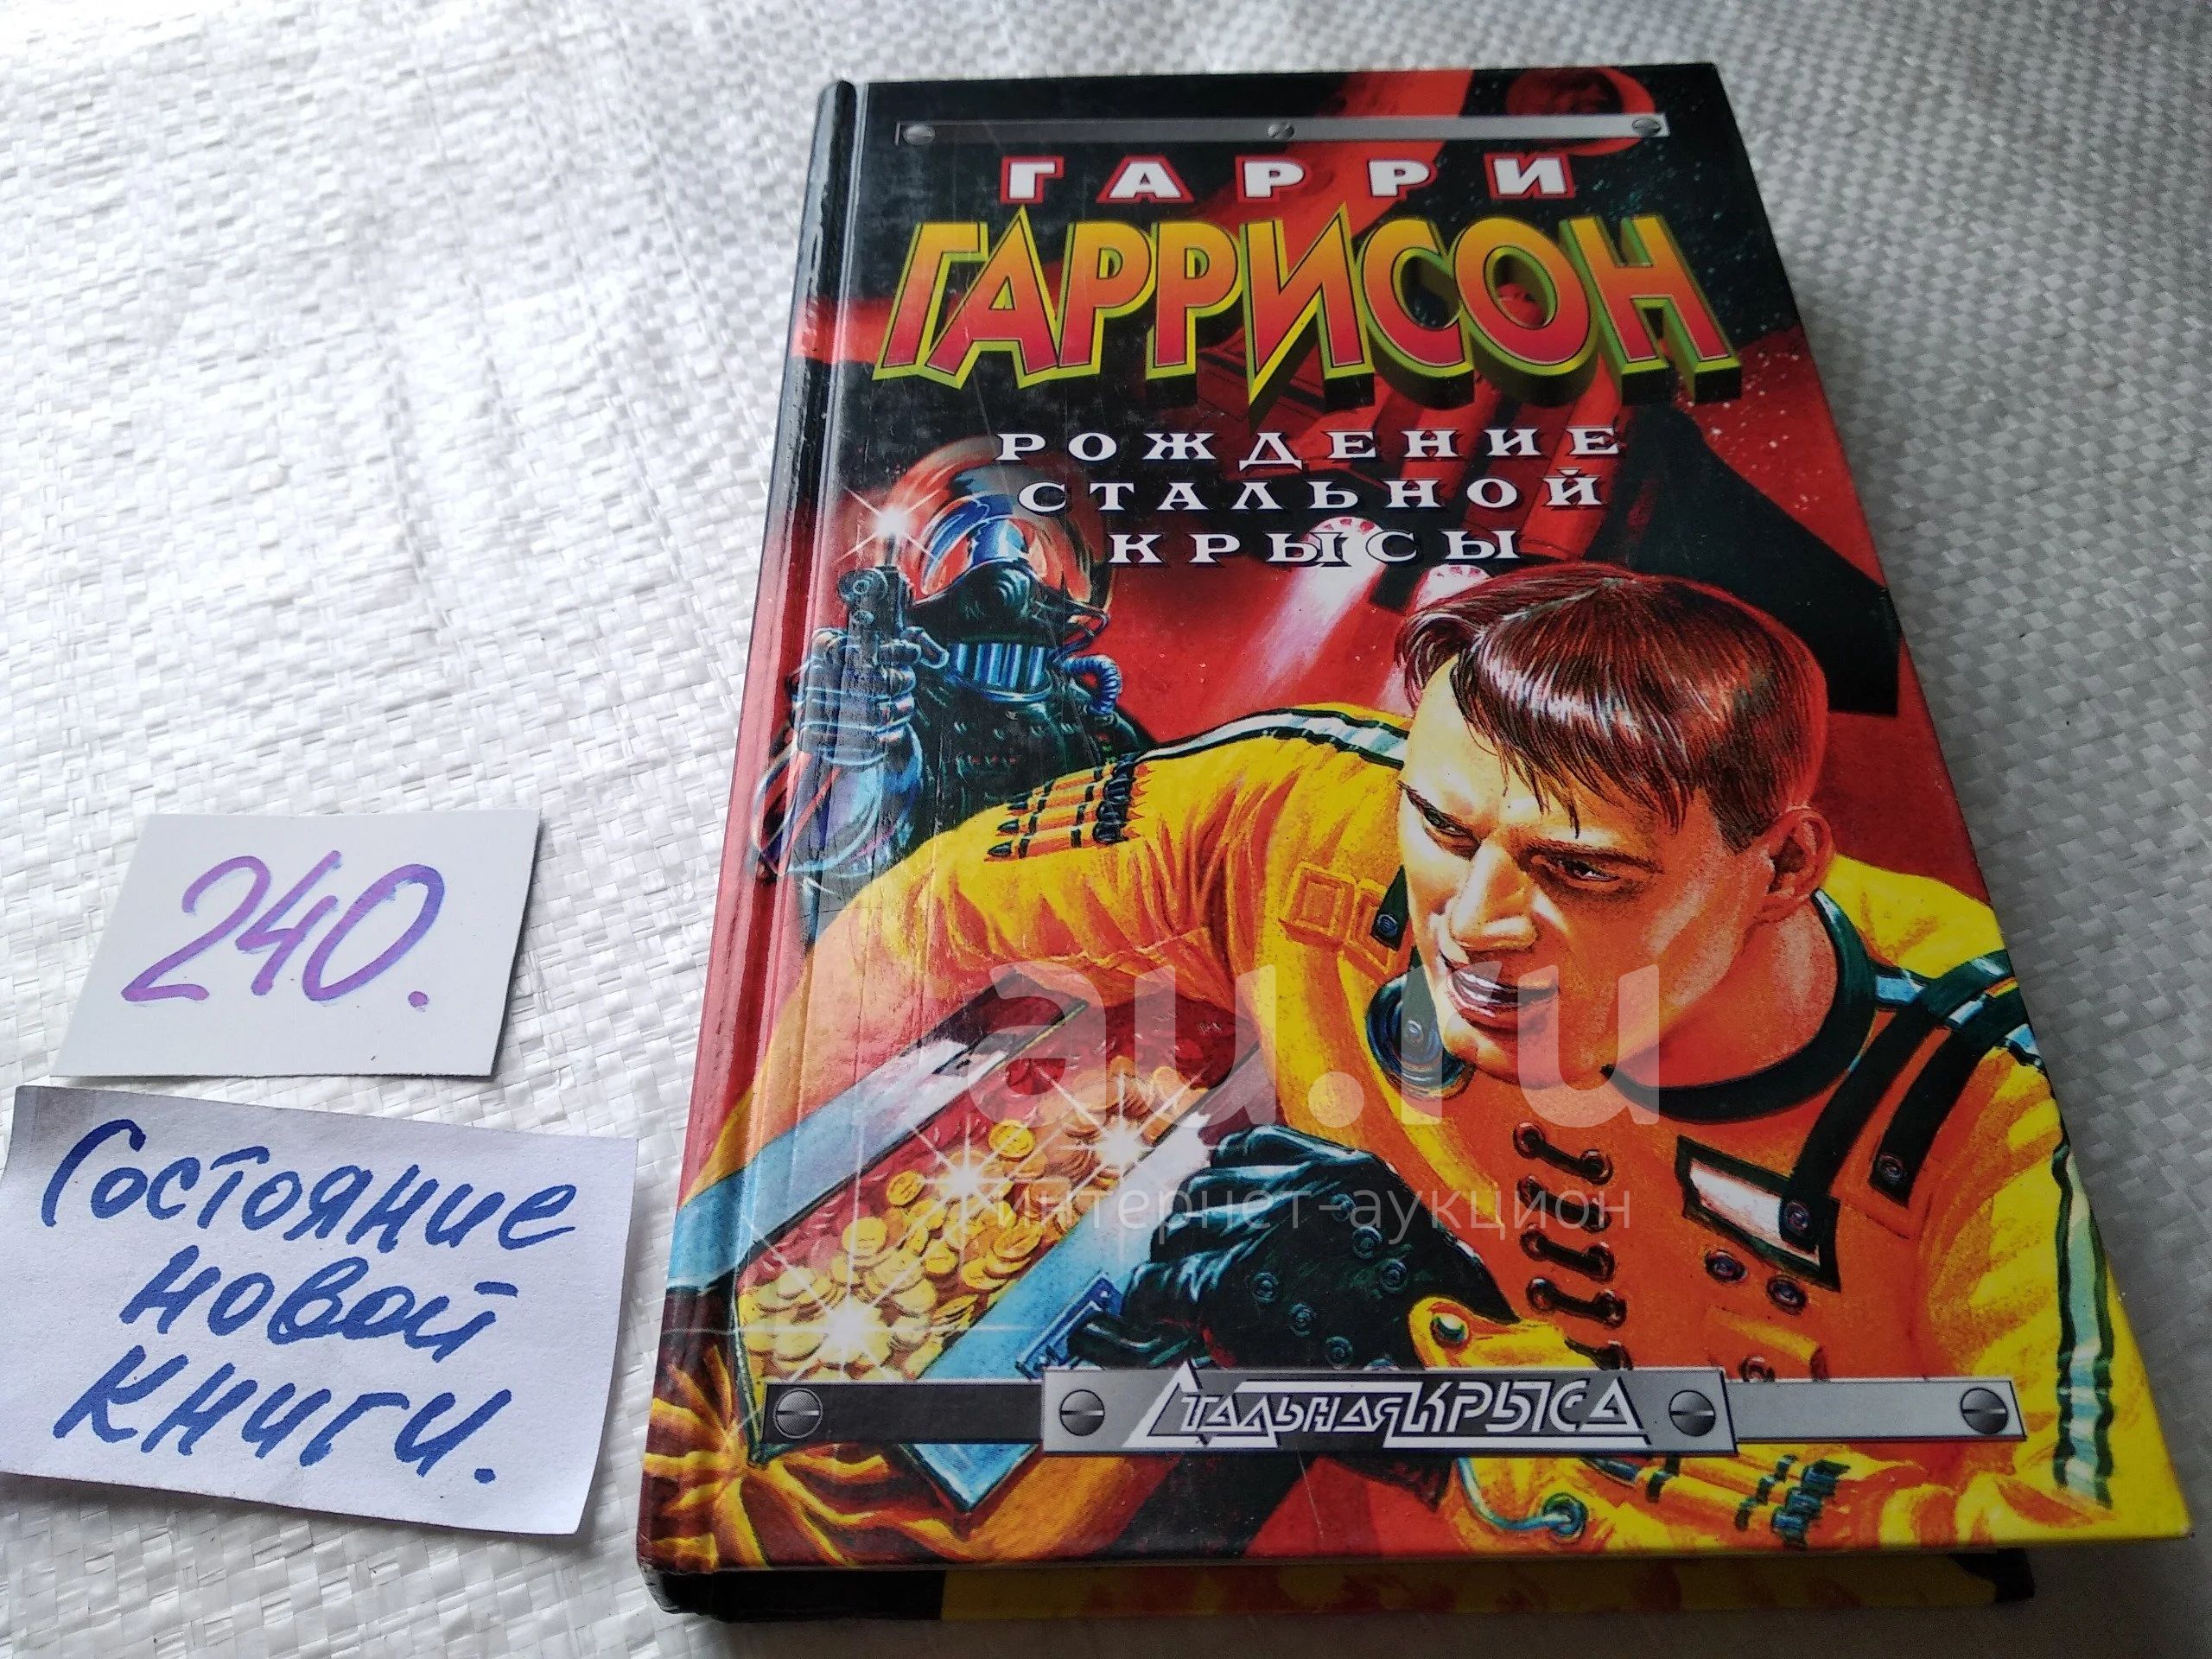 ГАРРИ
ГАРРИСОН
РОЖДЕНИЕ
СТАЛЬНОЙ
КРЫСЫ
240.
Состояние
новой
книги.
au.ru
интернет-аукцион
СТАЛЬНАЯ КРЫСА